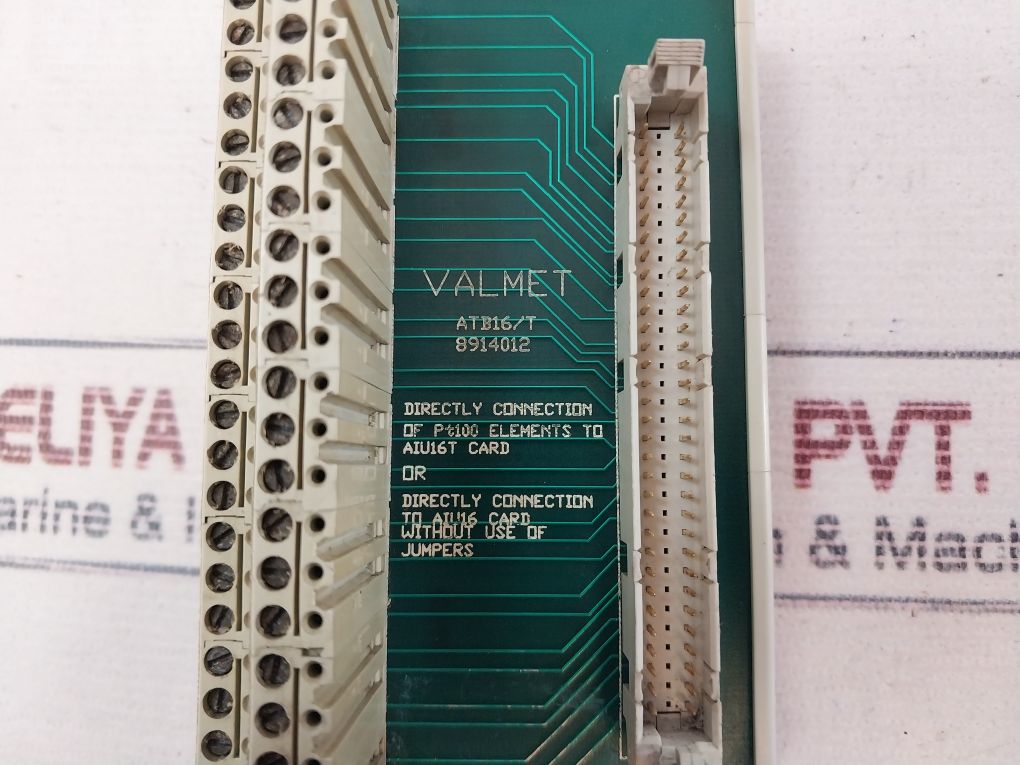 VALMET
ATB16/T
8914012
DIRECTLY CONNECTION
OF Pt100 ELEMENTS TO
AIU16T CARD
OR
DIRECTLY CONNECTION
TO AIU16 CARD
WITHOUT USE OF
JUMPERS
ELIYA
PVT.
arine &
& Mach